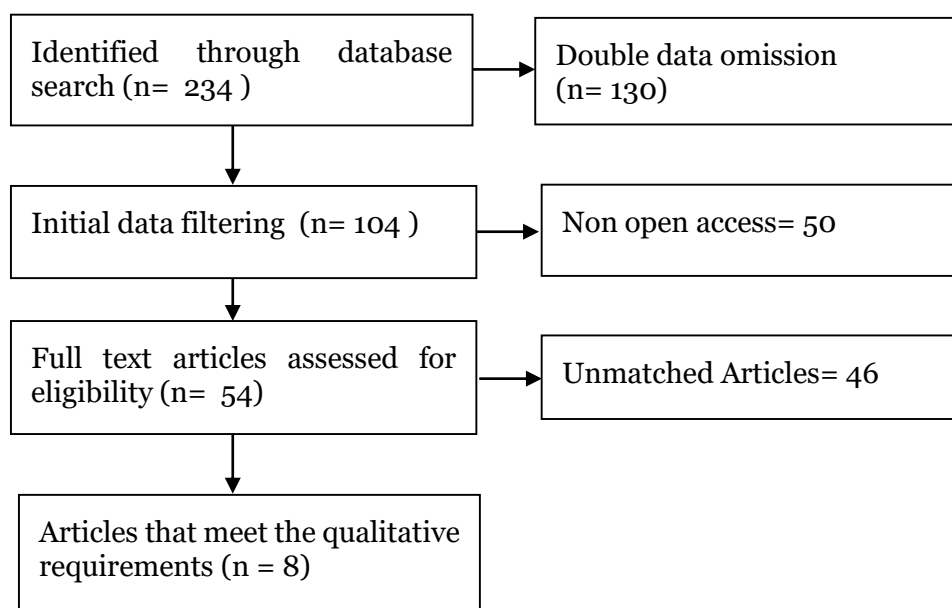 Identified through database
search (n= 234 )
Double data omission
(n= 130)
Initial data filtering (n= 104 )
Non open access= 50
Full text articles assessed for
eligibility (n= 54)
Unmatched Articles= 46
Articles that meet the qualitative
requirements (n = 8)